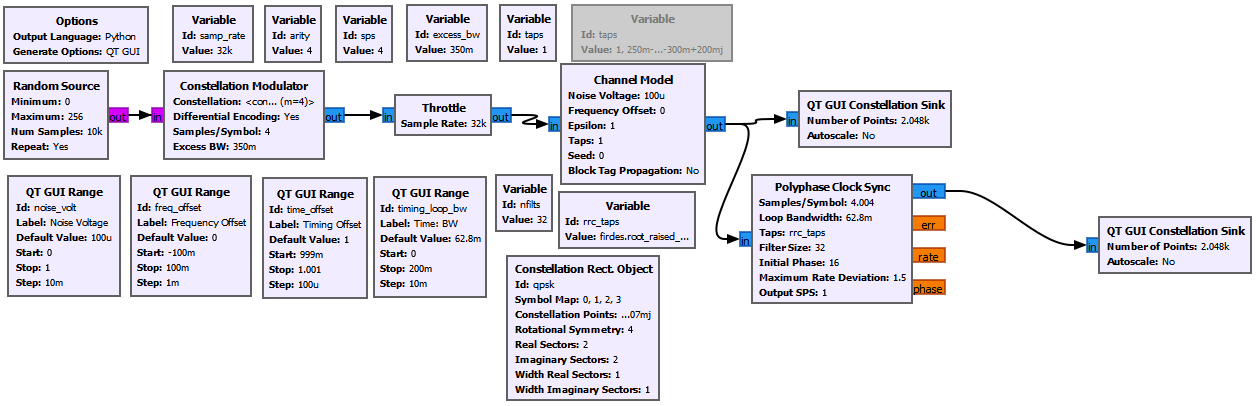 Options
Output Language: Python
Generate Options: QT GUI
Variable
Id: samp_rate
Value: 32k
Variable
Id: arity
Value: 4
Variable
Id: sps
Value: 4
Variable
Id: excess_bw
Value: 350m
Variable
Id: taps
Value: 1
Variable
Id: taps
Value: 1, 250m-...-300m+200mj
Random Source
Minimum: 0
Maximum: 256
Num Samples: 10k
Repeat: Yes
out
in
Constellation Modulator
Constellation: <con... (m=4)>
Differential Encoding: Yes
Samples/Symbol: 4
Excess BW: 350m
out
in
Throttle
Sample Rate: 32k
out
in
Channel Model
Noise Voltage: 100u
Frequency Offset: 0
Epsilon: 1
Taps: 1
Seed: 0
Block Tag Propagation: No
out
in
QT GUI Constellation Sink
Number of Points: 2.048k
Autoscale: No
QT GUI Range
Id: noise_volt
Label: Noise Voltage
Default Value: 100u
Start: 0
Stop: 1
Step: 10m
QT GUI Range
Id: freq_offset
Label: Frequency Offset
Default Value: 0
Start: -100m
Stop: 100m
Step: 1m
QT GUI Range
Id: time_offset
Label: Timing Offset
Default Value: 1
Start: 999m
Stop: 1.001
Step: 100u
QT GUI Range
Id: timing_loop_bw
Label: Time: BW
Default Value: 62.8m
Start: 0
Stop: 200m
Step: 10m
Variable
Id: nfilts
Value: 32
Variable
Id: rrc_taps
Value: firdes.root_raised_...
in
Polyphase Clock Sync
Samples/Symbol: 4.004
Loop Bandwidth: 62.8m
Taps: rrc_taps
Filter Size: 32
Initial Phase: 16
Maximum Rate Deviation: 1.5
Output SPS: 1
out
err
rate
phase
in
QT GUI Constellation Sink
Number of Points: 2.048k
Autoscale: No
Constellation Rect. Object
Id: qpsk
Symbol Map: 0, 1, 2, 3
Constellation Points: ...07mj
Rotational Symmetry: 4
Real Sectors: 2
Imaginary Sectors: 2
Width Real Sectors: 1
Width Imaginary Sectors: 1